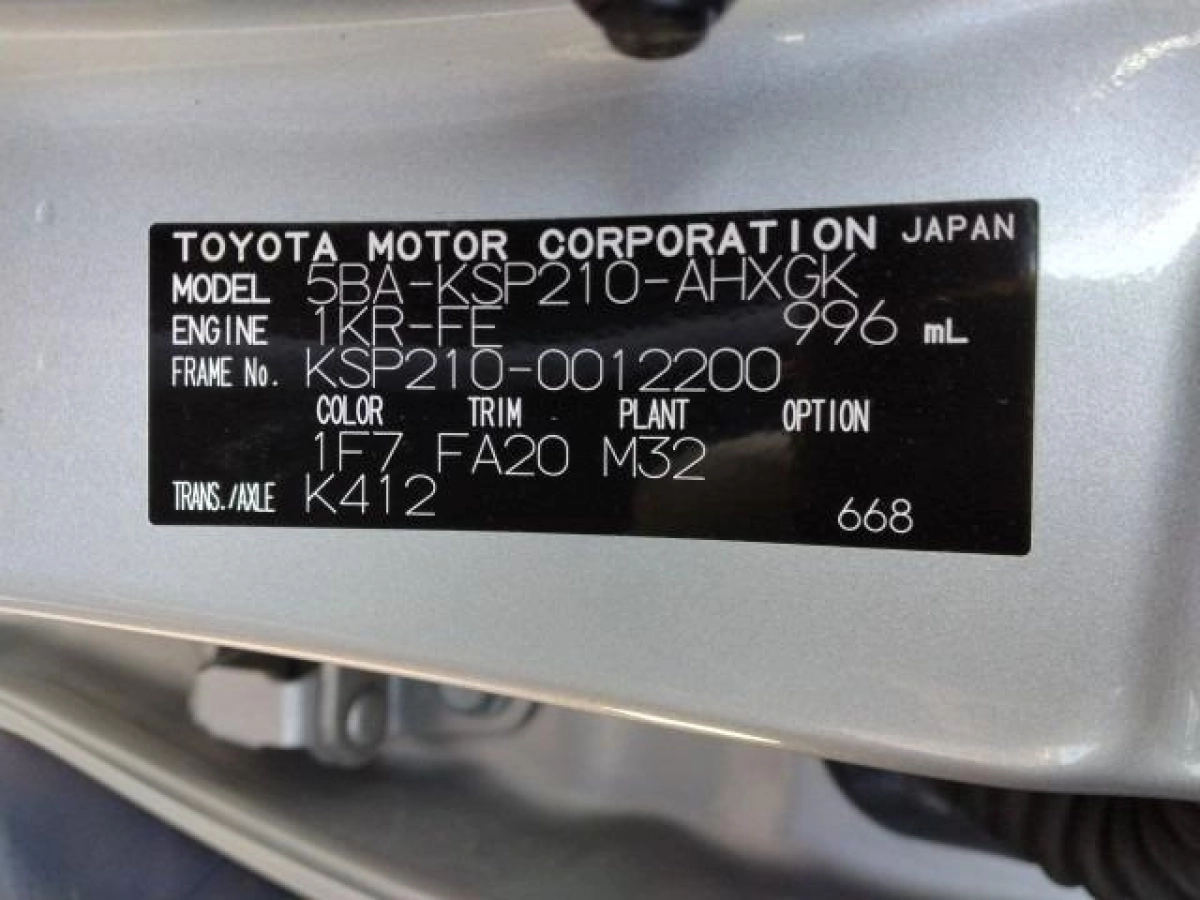 TOYOTA MOTOR CORPORATION JAPAN
MODEL 5BA-KSP210-AHXGK
ENGINE 1KR-FE 996 mL
FRAME No. KSP210-0012200
COLOR TRIM PLANT OPTION
1F7 FA20 M32
TRANS./AXLE K412
668